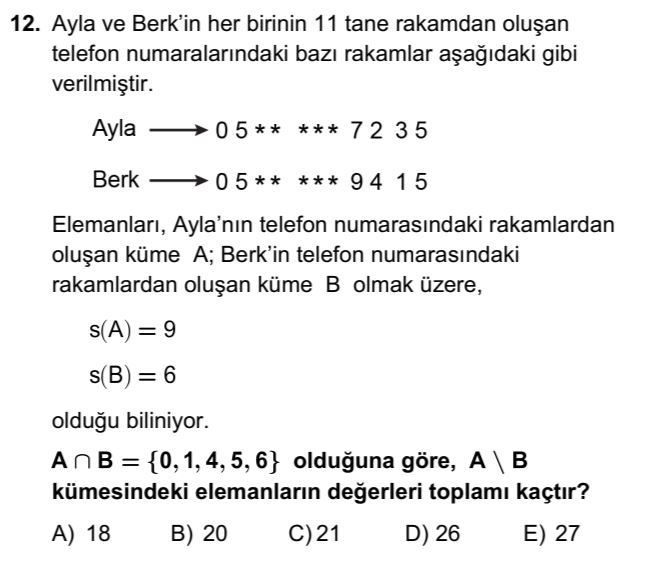 12. Ayla ve Berk'in her birinin 11 tane rakamdan oluşan
telefon numaralarındaki bazı rakamlar aşağıdaki gibi
verilmiştir.
Ayla ⟶ 0 5 * * * * * 7 2 3 5
Berk ⟶ 0 5 * * * * * 9 4 1 5
Elemanları, Ayla'nın telefon numarasındaki rakamlardan
oluşan küme A; Berk'in telefon numarasındaki
rakamlardan oluşan küme B olmak üzere,
s(A) = 9
s(B) = 6
olduğu biliniyor.
A ∩ B = {0, 1, 4, 5, 6} olduğuna göre, A \ B
kümesindeki elemanların değerleri toplamı kaçtır?
A) 18 B) 20 C) 21 D) 26 E) 27